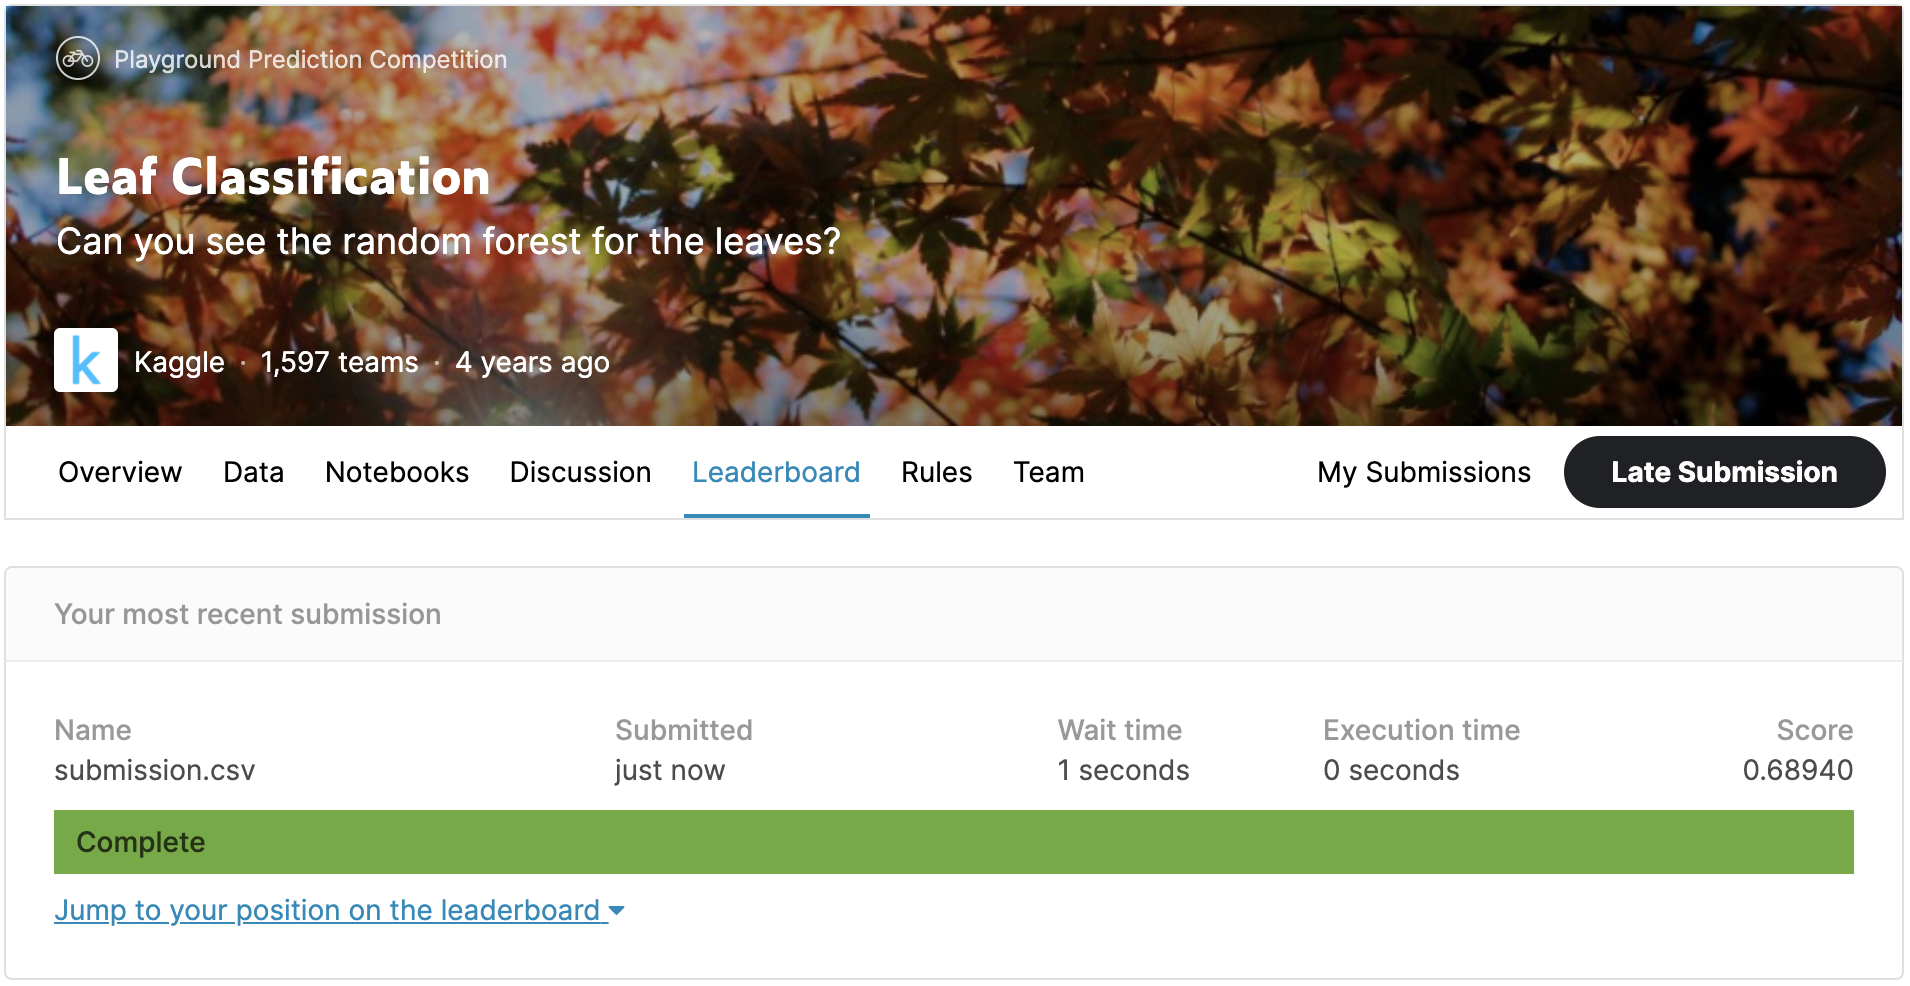 Playground Prediction Competition
Leaf Classification
Can you see the random forest for the leaves?
k Kaggle · 1,597 teams · 4 years ago
Overview Data Notebooks Discussion Leaderboard Rules Team My Submissions Late Submission
Your most recent submission
Name Submitted Wait time Execution time Score
submission.csv just now 1 seconds 0 seconds 0.68940
Complete
Jump to your position on the leaderboard